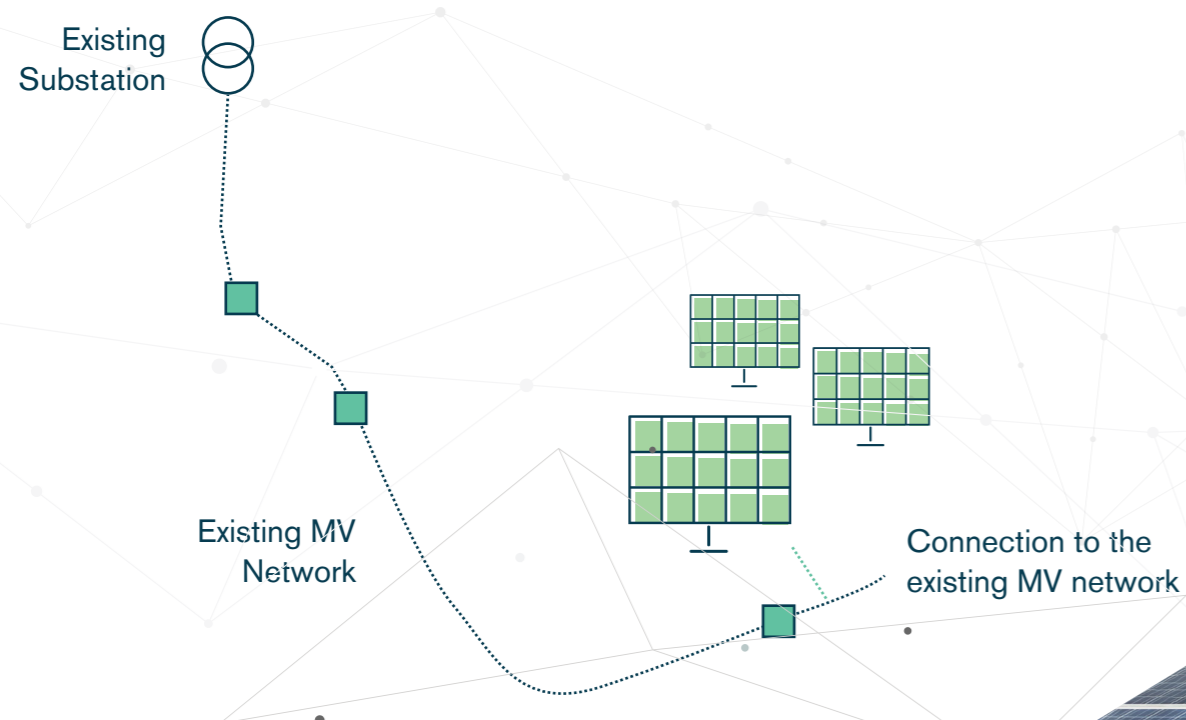 Existing
Substation
Existing MV
Network
Connection to the
existing MV network